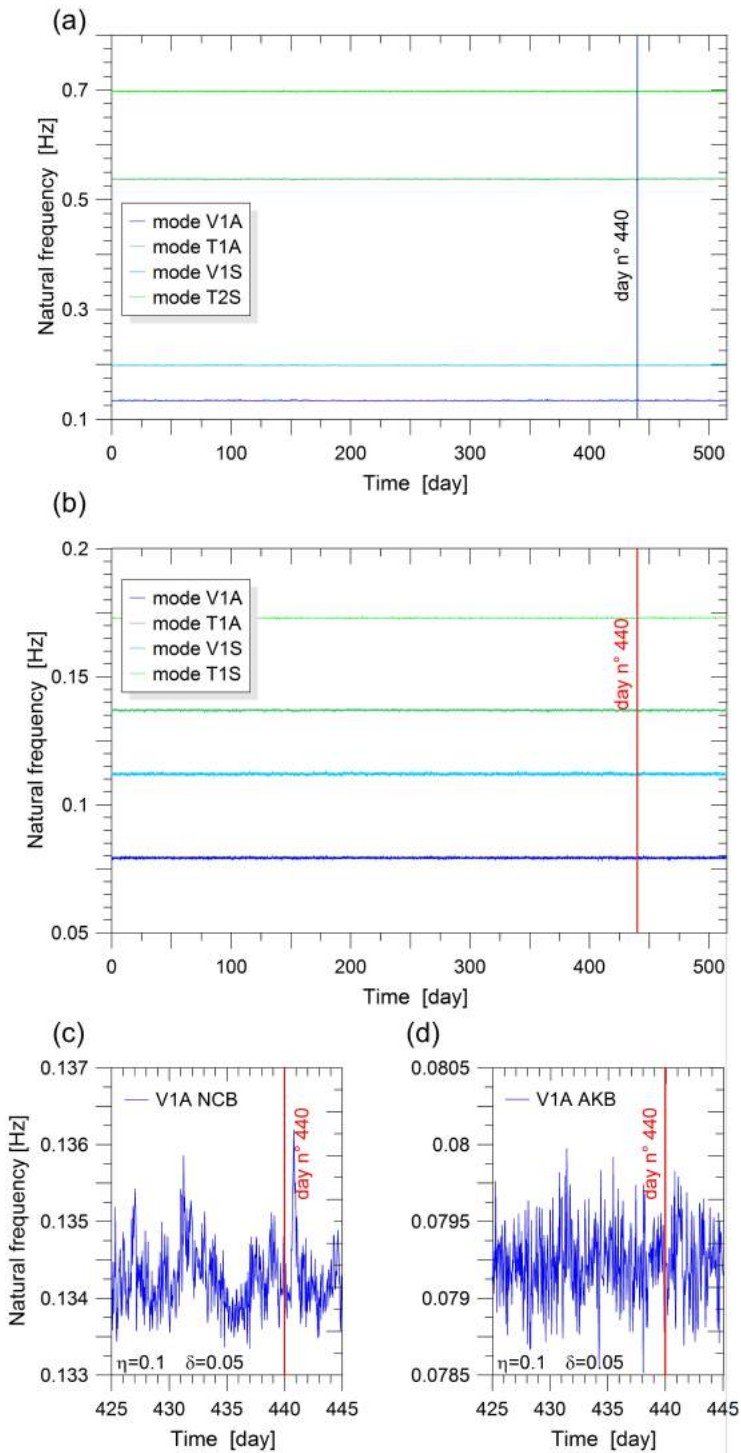 (a)
Natural frequency [Hz]
0.7
0.5
0.3
0.1
mode V1A
mode T1A
mode V1S
mode T2S
day n° 440
0 100 200 300 400 500
Time [day]
(b)
Natural frequency [Hz]
0.2
0.15
0.1
0.05
mode V1A
mode T1A
mode V1S
mode T1S
day n° 440
0 100 200 300 400 500
Time [day]
(c)
Natural frequency [Hz]
0.137
0.136
0.135
0.134
0.133
V1A NCB
day n° 440
η=0.1 δ=0.05
425 430 435 440 445
Time [day]
(d)
0.0805
0.08
0.0795
0.079
0.0785
V1A AKB
day n° 440
η=0.1 δ=0.05
425 430 435 440 445
Time [day]